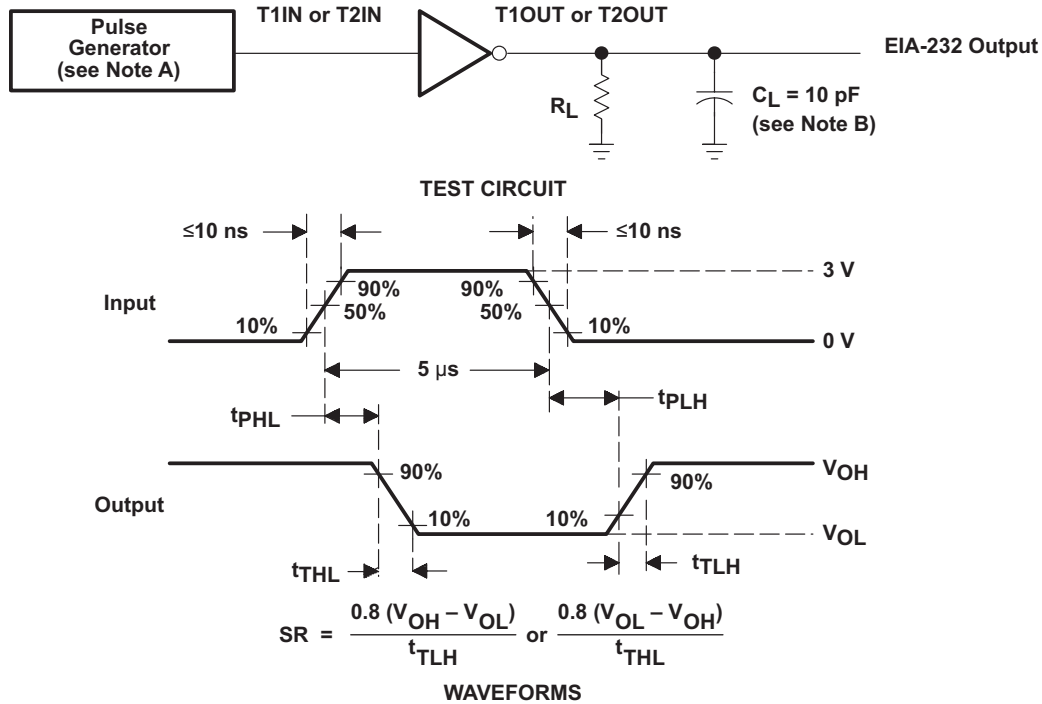 Pulse
Generator
(see Note A)
T1IN or T2IN
T1OUT or T2OUT
EIA-232 Output
RL
CL = 10 pF
(see Note B)
TEST CIRCUIT
≤10 ns
≤10 ns
3 V
Input
90%
90%
50%
50%
10%
10%
0 V
5 μs
tPHL
tPLH
VOH
90%
90%
Output
10%
10%
VOL
tTHL
tTLH
SR = 0.8 (VOH – VOL) / tTLH or 0.8 (VOL – VOH) / tTHL
WAVEFORMS